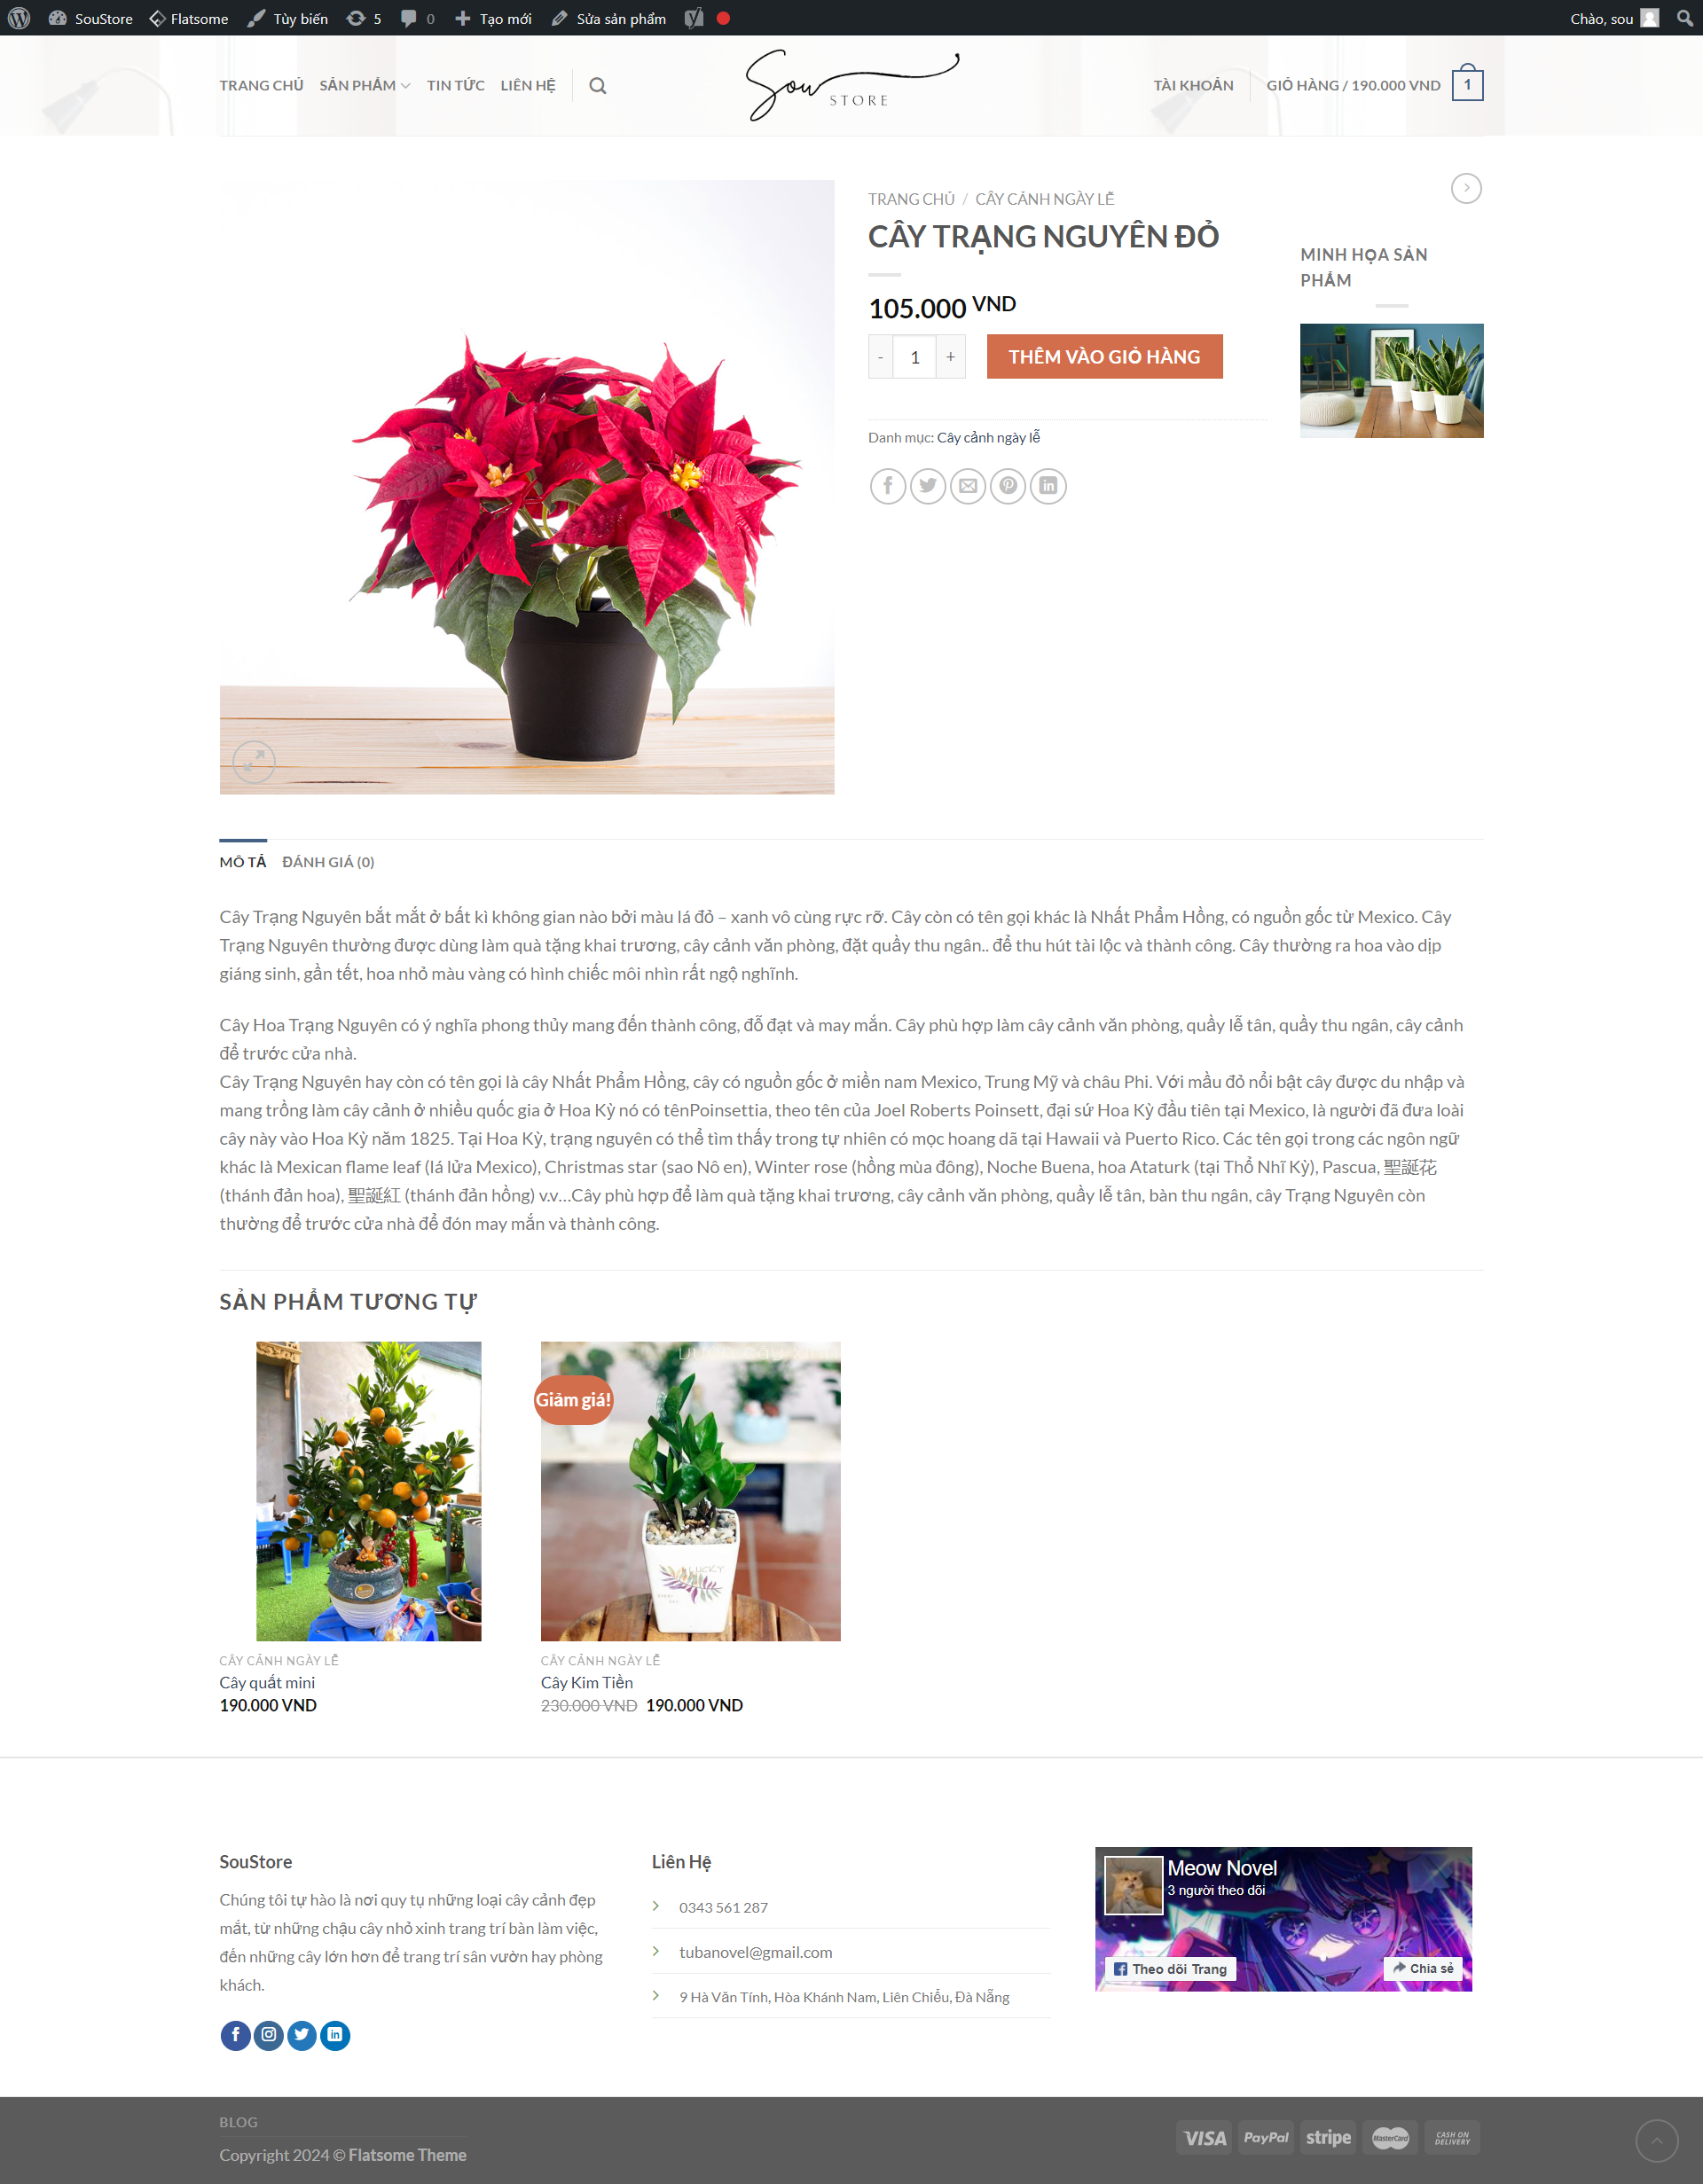 SouStore Flatsome Tùy biến 5 0 Tạo mới Sửa sản phẩm Chào, sou
TRANG CHỦ SẢN PHẨM TIN TỨC LIÊN HỆ
Sou
STORE
TÀI KHOẢN GIỎ HÀNG / 190.000 VND 1
TRANG CHỦ / CÂY CẢNH NGÀY LỄ
CÂY TRẠNG NGUYÊN ĐỎ
105.000 VND
- 1 + THÊM VÀO GIỎ HÀNG
Danh mục: Cây cảnh ngày lễ
MINH HỌA SẢN
PHẨM
MÔ TẢ ĐÁNH GIÁ (0)
Cây Trạng Nguyên bắt mắt ở bất kì không gian nào bởi màu lá đỏ – xanh vô cùng rực rỡ. Cây còn có tên gọi khác là Nhất Phẩm Hồng, có nguồn gốc từ Mexico. Cây
Trạng Nguyên thường được dùng làm quà tặng khai trương, cây cảnh văn phòng, đặt quầy thu ngân.. để thu hút tài lộc và thành công. Cây thường ra hoa vào dịp
giáng sinh, gần tết, hoa nhỏ màu vàng có hình chiếc môi nhìn rất ngộ nghĩnh.
Cây Hoa Trạng Nguyên có ý nghĩa phong thủy mang đến thành công, đỗ đạt và may mắn. Cây phù hợp làm cây cảnh văn phòng, quầy lễ tân, quầy thu ngân, cây cảnh
để trước cửa nhà.
Cây Trạng Nguyên hay còn có tên gọi là cây Nhất Phẩm Hồng, cây có nguồn gốc ở miền nam Mexico, Trung Mỹ và châu Phi. Với mầu đỏ nổi bật cây được du nhập và
mang trồng làm cây cảnh ở nhiều quốc gia ở Hoa Kỳ nó có tênPoinsettia, theo tên của Joel Roberts Poinsett, đại sứ Hoa Kỳ đầu tiên tại Mexico, là người đã đưa loài
cây này vào Hoa Kỳ năm 1825. Tại Hoa Kỳ, trạng nguyên có thể tìm thấy trong tự nhiên có mọc hoang dã tại Hawaii và Puerto Rico. Các tên gọi trong các ngôn ngữ
khác là Mexican flame leaf (lá lửa Mexico), Christmas star (sao Nô en), Winter rose (hồng mùa đông), Noche Buena, hoa Ataturk (tại Thổ Nhĩ Kỳ), Pascua, 聖誕花
(thánh đản hoa), 聖誕紅 (thánh đản hồng) v.v…Cây phù hợp để làm quà tặng khai trương, cây cảnh văn phòng, quầy lễ tân, bàn thu ngân, cây Trạng Nguyên còn
thường để trước cửa nhà để đón may mắn và thành công.
SẢN PHẨM TƯƠNG TỰ
Giảm giá!
LUCKY
CÂY CẢNH NGÀY LỄ
Cây quất mini
190.000 VND
CÂY CẢNH NGÀY LỄ
Cây Kim Tiền
230.000 VND 190.000 VND
SouStore
Chúng tôi tự hào là nơi quy tụ những loại cây cảnh đẹp
mắt, từ những chậu cây nhỏ xinh trang trí bàn làm việc,
đến những cây lớn hơn để trang trí sân vườn hay phòng
khách.
Liên Hệ
0343 561 287
tubanovel@gmail.com
9 Hà Văn Tính, Hòa Khánh Nam, Liên Chiểu, Đà Nẵng
Meow Novel
3 người theo dõi
Theo dõi Trang Chia sẻ
BLOG
Copyright 2024 © Flatsome Theme
VISA PayPal stripe MasterCard CASH ON DELIVERY